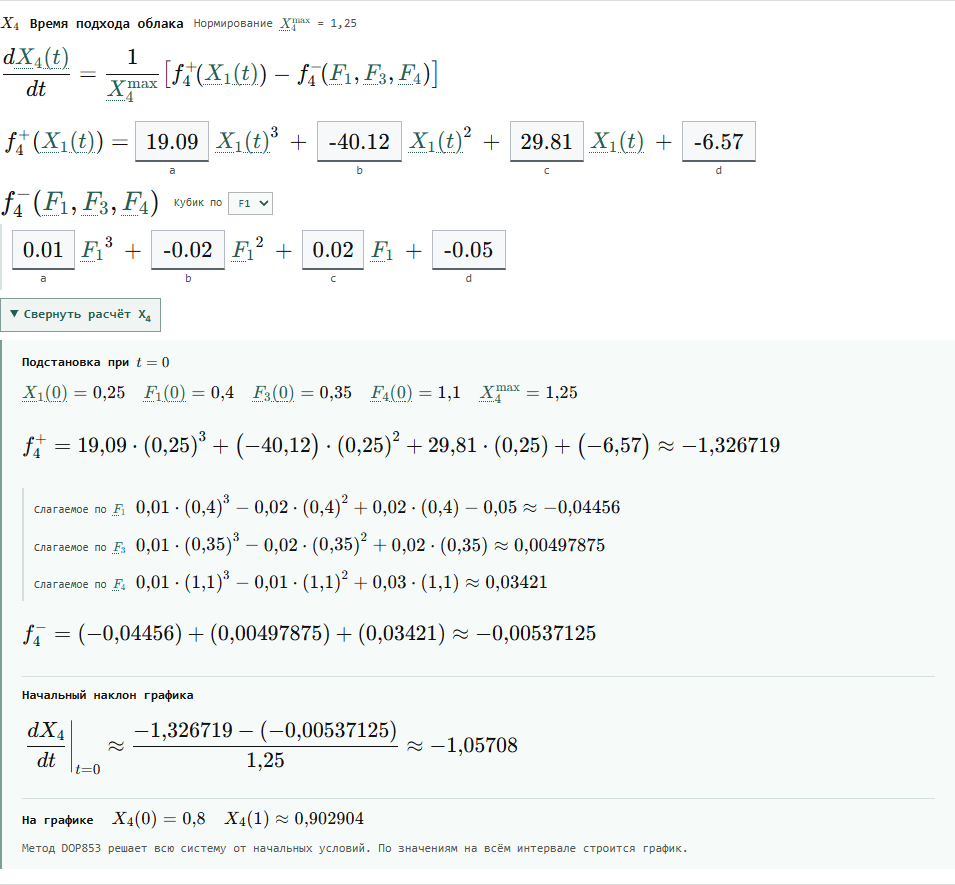 X₄ Время подхода облака Нормирование X₄ᵐᵃˣ = 1,25
dX₄(t)/dt = 1/X₄ᵐᵃˣ [f₄⁺(X₁(t)) − f₄⁻(F₁, F₃, F₄)]
f₄⁺(X₁(t)) = 19.09 X₁(t)³ + -40.12 X₁(t)² + 29.81 X₁(t) + -6.57
a b c d
f₄⁻(F₁, F₃, F₄) Кубик по F1
0.01 F₁³ + -0.02 F₁² + 0.02 F₁ + -0.05
a b c d
▼ Свернуть расчёт X₄
Подстановка при t = 0
X₁(0) = 0,25 F₁(0) = 0,4 F₃(0) = 0,35 F₄(0) = 1,1 X₄ᵐᵃˣ = 1,25
f₄⁺ = 19,09 · (0,25)³ + (−40,12) · (0,25)² + 29,81 · (0,25) + (−6,57) ≈ −1,326719
Слагаемое по F₁ 0,01 · (0,4)³ − 0,02 · (0,4)² + 0,02 · (0,4) − 0,05 ≈ −0,04456
Слагаемое по F₃ 0,01 · (0,35)³ − 0,02 · (0,35)² + 0,02 · (0,35) ≈ 0,00497875
Слагаемое по F₄ 0,01 · (1,1)³ − 0,01 · (1,1)² + 0,03 · (1,1) ≈ 0,03421
f₄⁻ = (−0,04456) + (0,00497875) + (0,03421) ≈ −0,00537125
Начальный наклон графика
dX₄/dt|ₜ₌₀ ≈ (−1,326719 − (−0,00537125))/1,25 ≈ −1,05708
На графике X₄(0) = 0,8 X₄(1) ≈ 0,902904
Метод DOP853 решает всю систему от начальных условий. По значениям на всём интервале строится график.